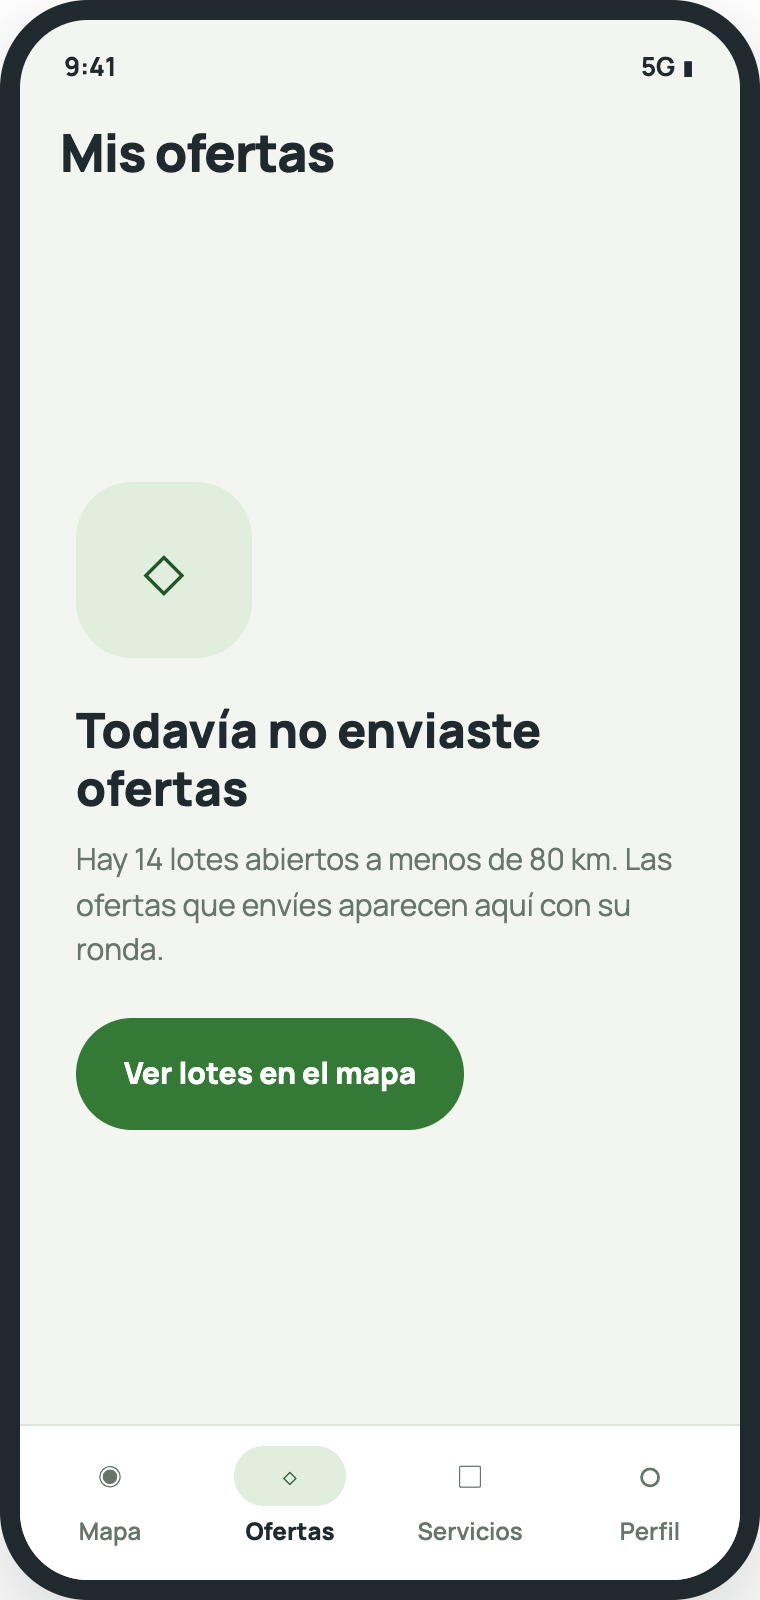 9:41
5G
Mis ofertas
Todavía no enviaste
ofertas
Hay 14 lotes abiertos a menos de 80 km. Las
ofertas que envíes aparecen aquí con su
ronda.
Ver lotes en el mapa
Mapa
Ofertas
Servicios
Perfil